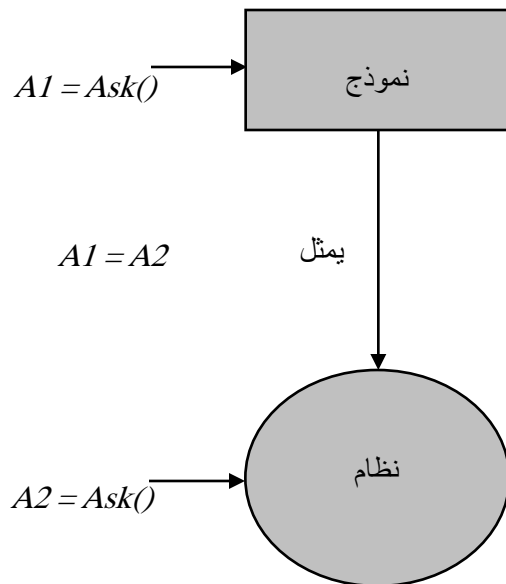 نموذج
A1 = Ask()
A1 = A2
يمثل
نظام
A2 = Ask()